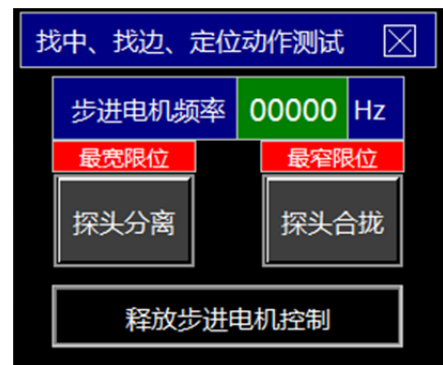 找中、找边、定位动作测试
步进电机频率 00000 Hz
最宽限位 最窄限位
探头分离 探头合拢
释放步进电机控制